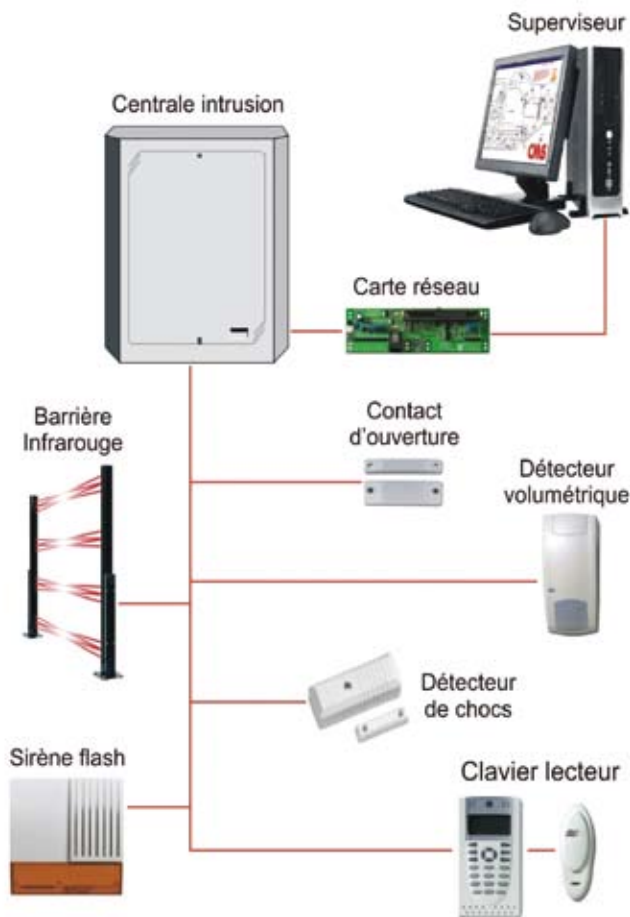 Superviseur
Centrale intrusion
Carte réseau
Barrière
Infrarouge
Contact
d'ouverture
Détecteur
volumétrique
Détecteur
de chocs
Sirène flash
Clavier lecteur